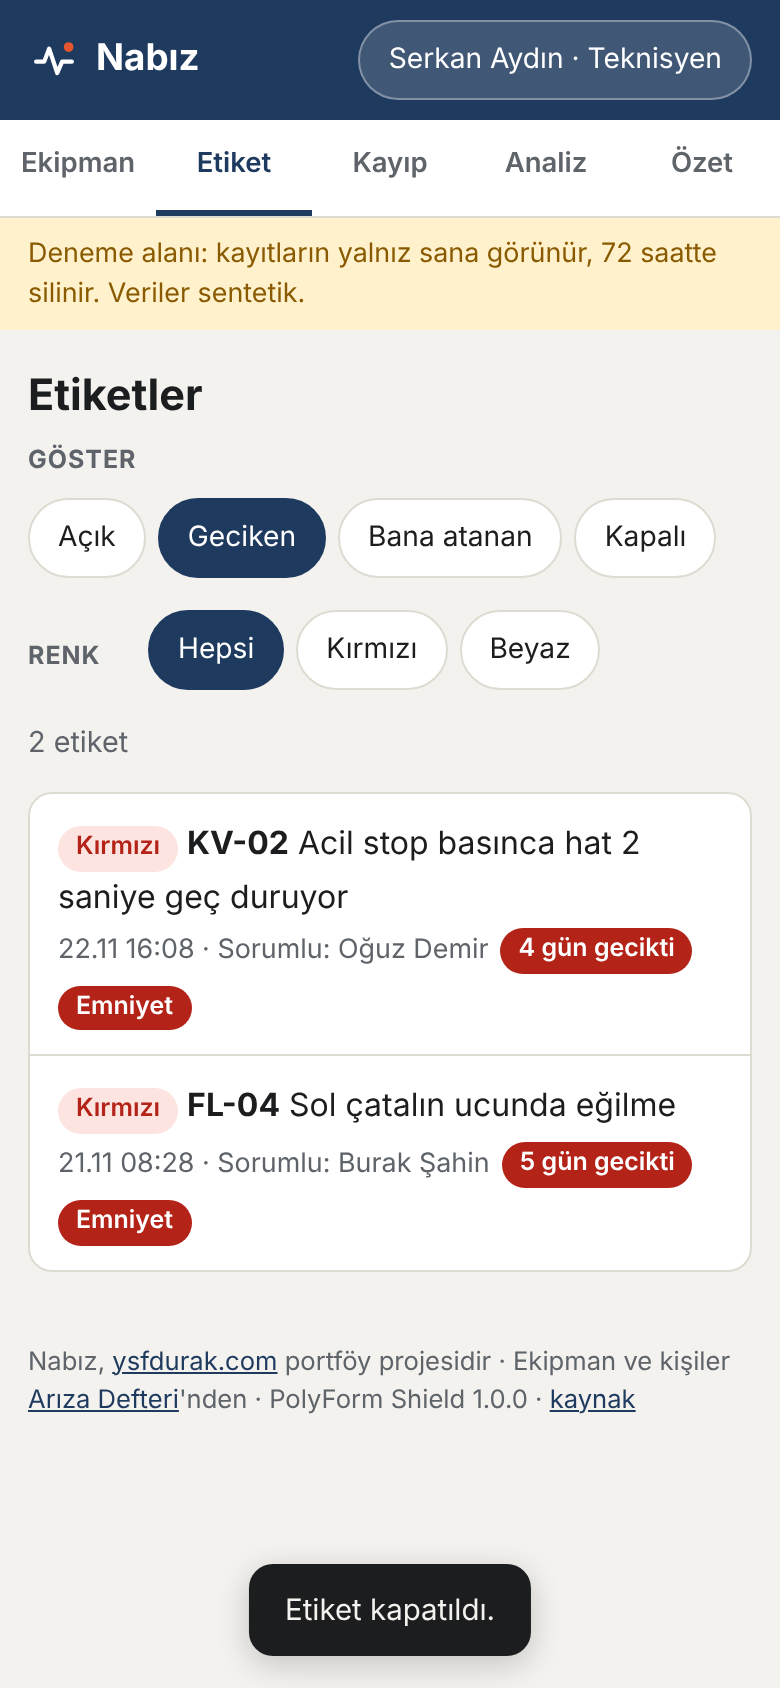 Nabız
Serkan Aydın · Teknisyen
Ekipman Etiket Kayıp Analiz Özet
Deneme alanı: kayıtların yalnız sana görünür, 72 saatte
silinir. Veriler sentetik.
Etiketler
GÖSTER
Açık Geciken Bana atanan Kapalı
RENK Hepsi Kırmızı Beyaz
2 etiket
Kırmızı KV-02 Acil stop basınca hat 2
saniye geç duruyor
22.11 16:08 · Sorumlu: Oğuz Demir 4 gün gecikti
Emniyet
Kırmızı FL-04 Sol çatalın ucunda eğilme
21.11 08:28 · Sorumlu: Burak Şahin 5 gün gecikti
Emniyet
Nabız, ysfdurak.com portföy projesidir · Ekipman ve kişiler
Arıza Defteri'nden · PolyForm Shield 1.0.0 · kaynak
Etiket kapatıldı.